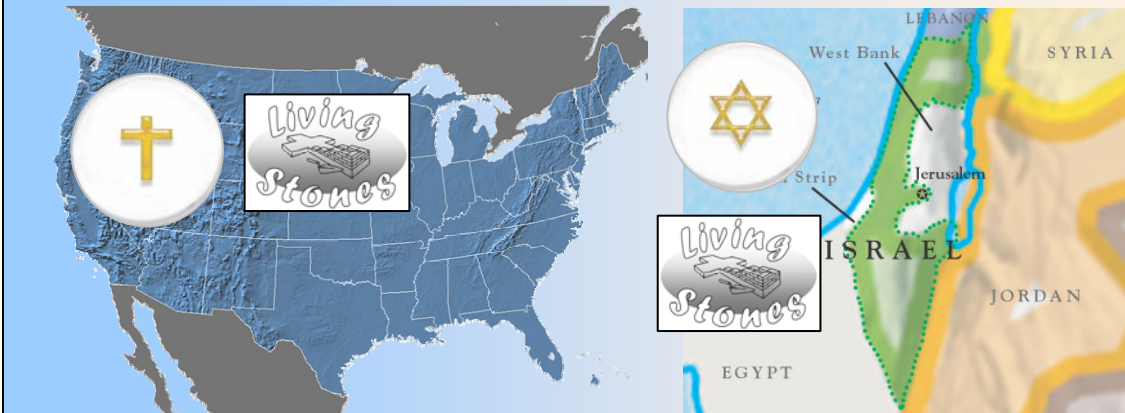 Living
Stones
LEBANON
West Bank
SYRIA
Strip
Jerusalem
Living
Stones
ISRAEL
JORDAN
EGYPT